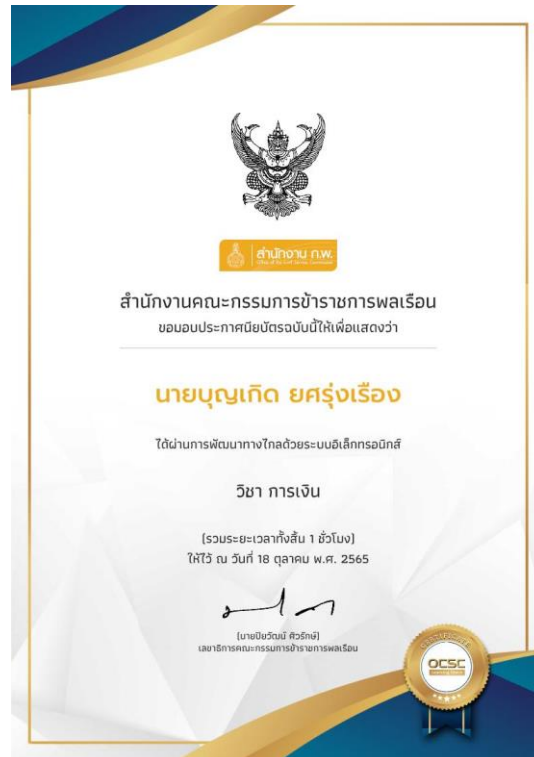 สำนักงาน ก.พ.
สำนักงานคณะกรรมการข้าราชการพลเรือน
ขอมอบประกาศนียบัตรฉบับนี้ให้เพื่อแสดงว่า
นายบุญเกิด ยศรุ่งเรือง
ได้ผ่านการพัฒนาทางไกลด้วยระบบอิเล็กทรอนิกส์
วิชา การเงิน
(รวมระยะเวลาทั้งสิ้น 1 ชั่วโมง)
ให้ไว้ ณ วันที่ 18 ตุลาคม พ.ศ. 2565
(นายปิยวัฒน์ ศิวรักษ์)
เลขาธิการคณะกรรมการข้าราชการพลเรือน
CERTIFICATE
OCSC